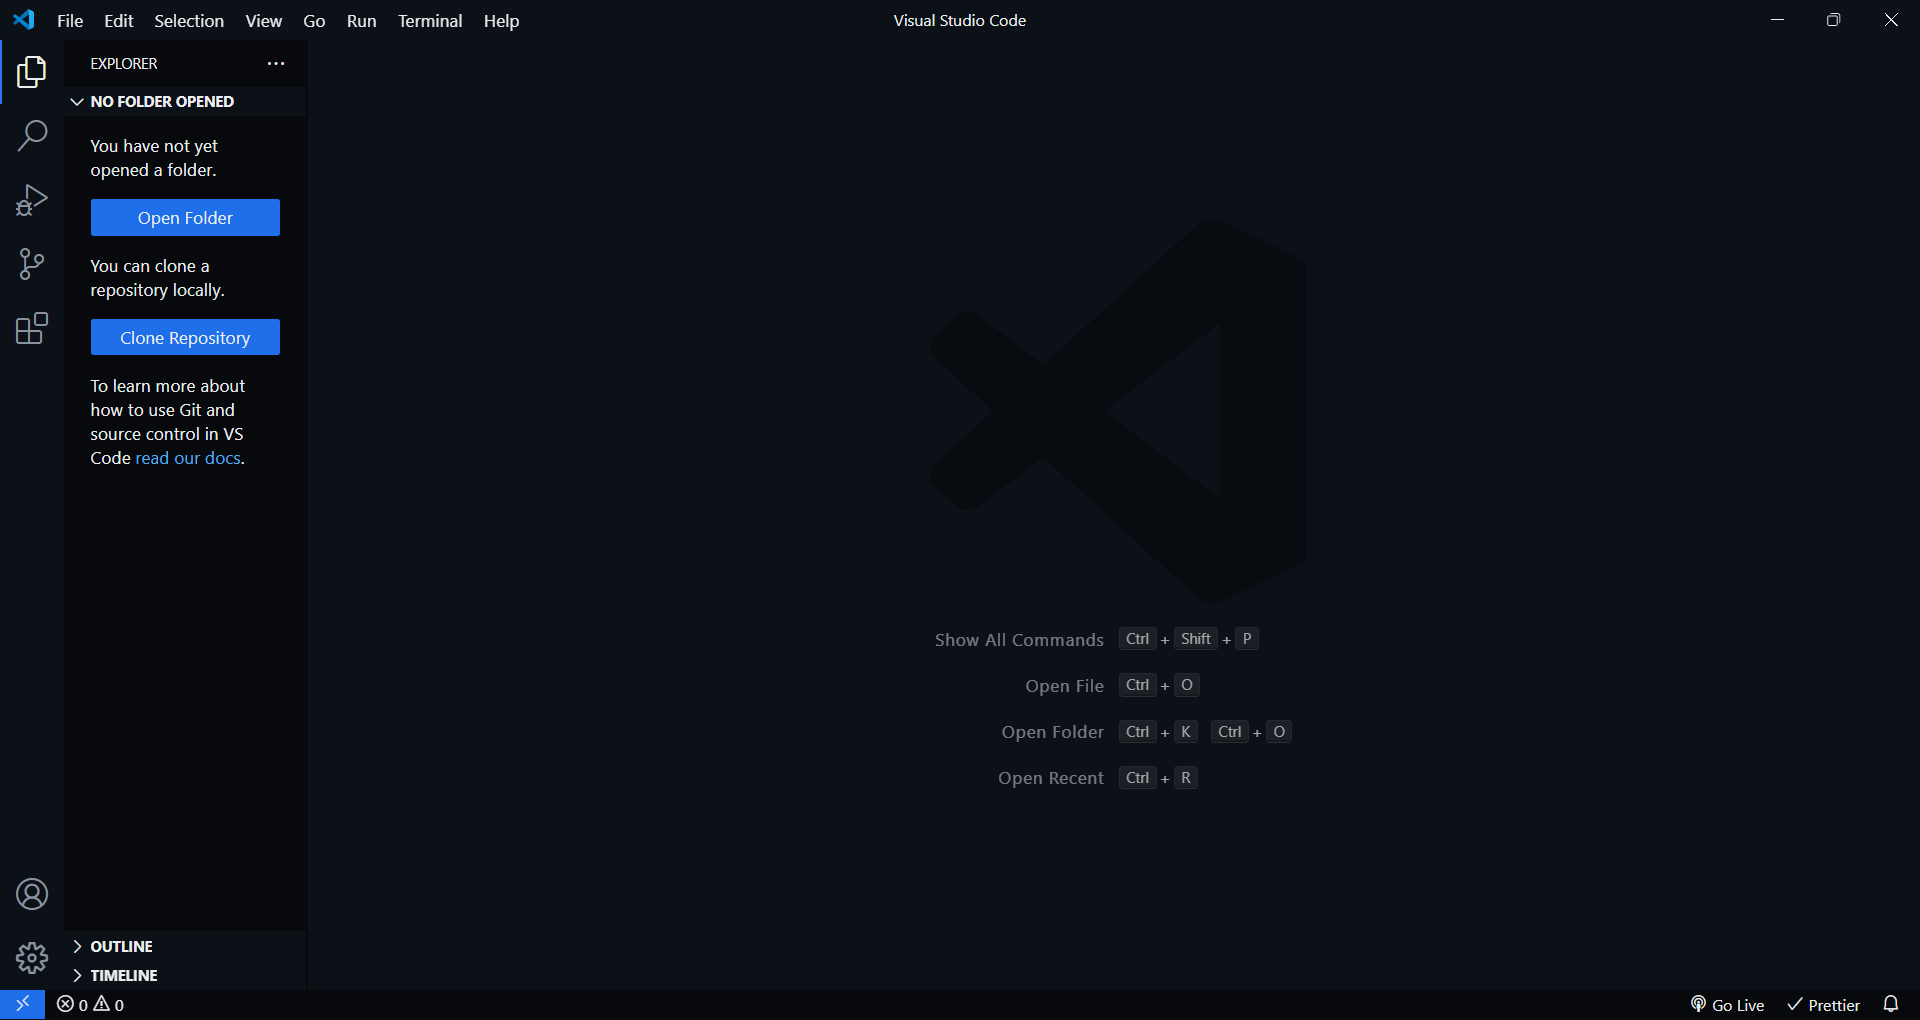 File Edit Selection View Go Run Terminal Help
Visual Studio Code
EXPLORER
NO FOLDER OPENED
You have not yet
opened a folder.
Open Folder
You can clone a
repository locally.
Clone Repository
To learn more about
how to use Git and
source control in VS
Code read our docs.
Show All Commands Ctrl + Shift + P
Open File Ctrl + O
Open Folder Ctrl + K Ctrl + O
Open Recent Ctrl + R
OUTLINE
TIMELINE
0 0
Go Live Prettier